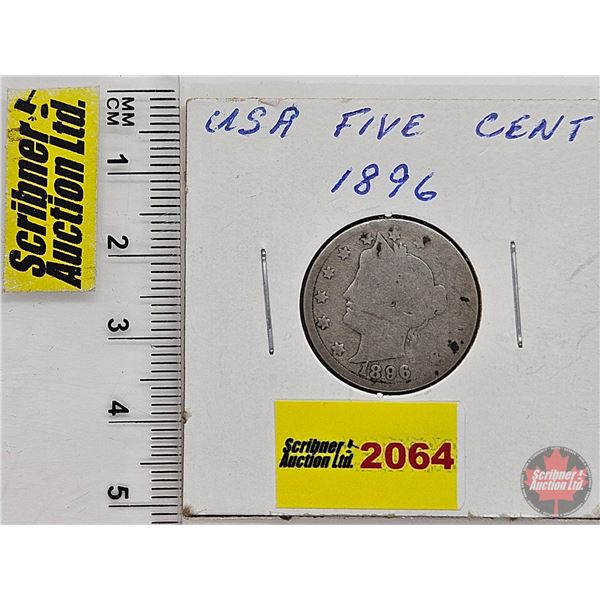 Scribner
Auction Ltd.
MM
CM
1
2
3
4
5
USA FIVE CENT
1896
1896
Scribner
Auction Ltd.
2064
Scribner
Auction Ltd.